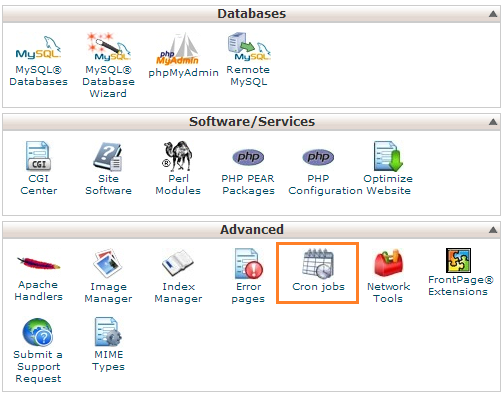 Databases
MySQL
MySQL
php
MyAdmin
MySQL
MySQL®
Databases
MySQL®
Database
Wizard
phpMyAdmin
Remote
MySQL
Software/Services
CGI
®
php
php
CGI
Center
Site
Software
Perl
Modules
PHP PEAR
Packages
PHP
Configuration
Optimize
Website
Advanced
Apache
Handlers
Image
Manager
Index
Manager
Error
pages
Cron jobs
Network
Tools
FrontPage®
Extensions
Submit a
Support
Request
MIME
Types